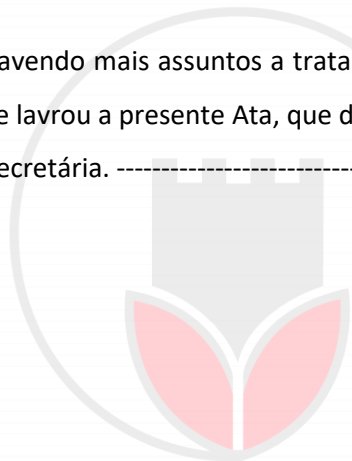 avendo mais assuntos a trata
e lavrou a presente Ata, que d
ecretária. ---------------------------